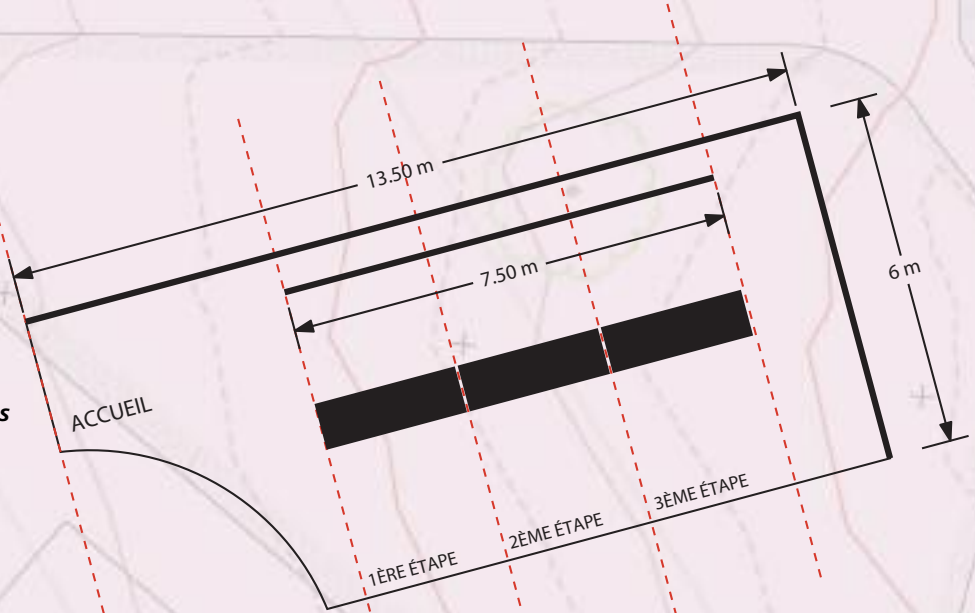 13.50 m
7.50 m
6 m
s
ACCUEIL
3ÈME ÉTAPE
2ÈME ÉTAPE
1ÈRE ÉTAPE